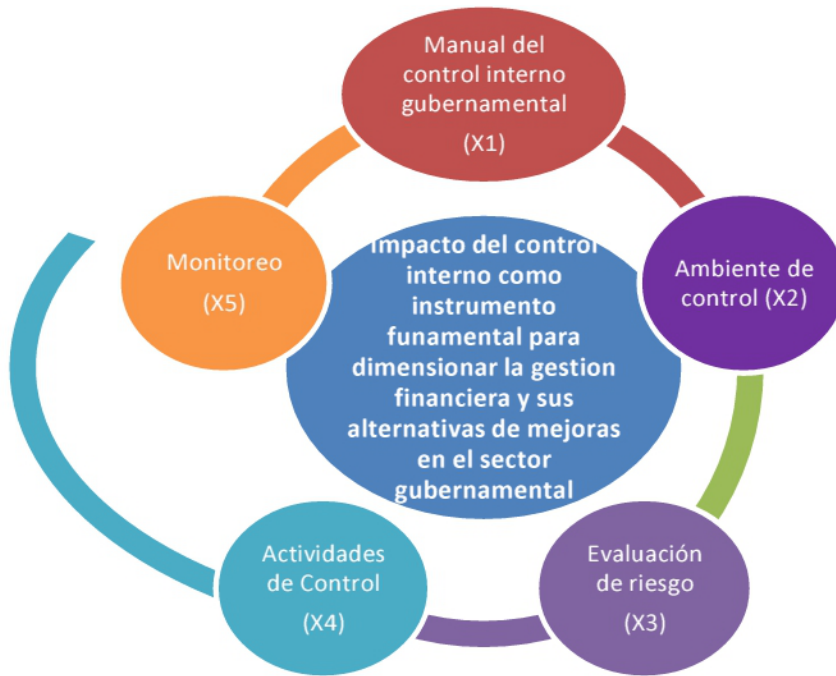 Manual del
control interno
gubernamental
(X1)
Ambiente de
control (X2)
Evaluación
de riesgo
(X3)
Actividades
de Control
(X4)
Monitoreo
(X5)
Impacto del control
interno como
instrumento
funamental para
dimensionar la gestion
financiera y sus
alternativas de mejoras
en el sector
gubernamental